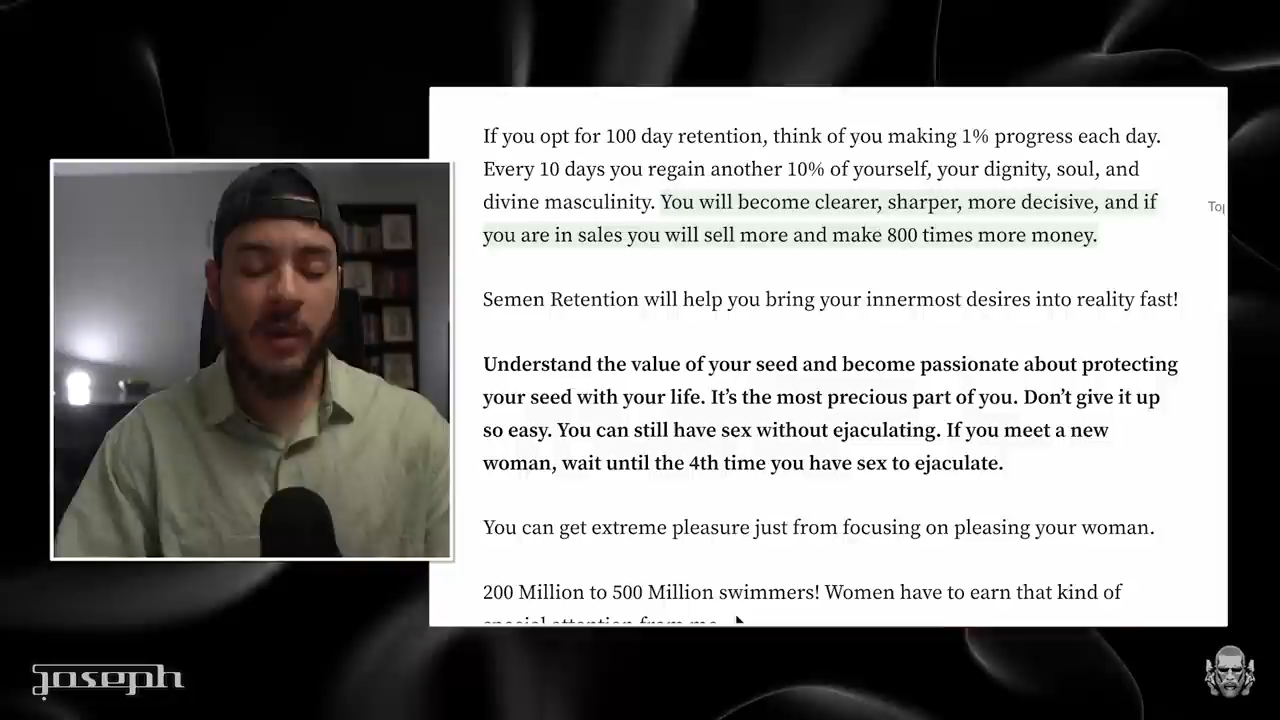 If you opt for 100 day retention, think of you making 1% progress each day.
Every 10 days you regain another 10% of yourself, your dignity, soul, and
divine masculinity. You will become clearer, sharper, more decisive, and if
you are in sales you will sell more and make 800 times more money.
Semen Retention will help you bring your innermost desires into reality fast!
Understand the value of your seed and become passionate about protecting
your seed with your life. It’s the most precious part of you. Don’t give it up
so easy. You can still have sex without ejaculating. If you meet a new
woman, wait until the 4th time you have sex to ejaculate.
You can get extreme pleasure just from focusing on pleasing your woman.
200 Million to 500 Million swimmers! Women have to earn that kind of
special attention from me.
joseph